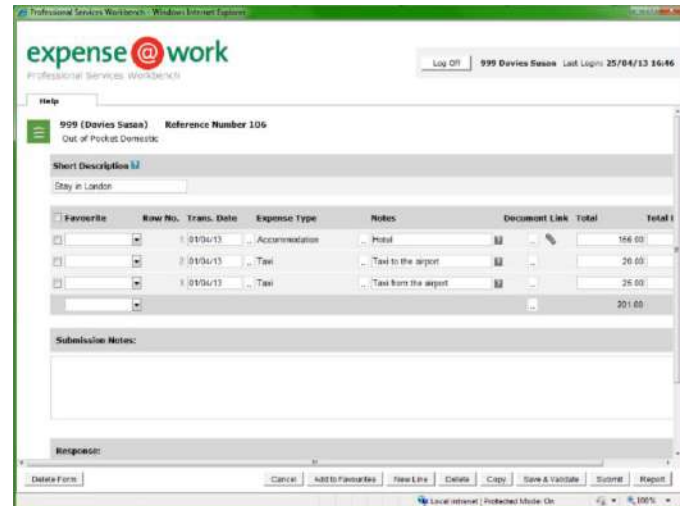 Professional Services Workbench - Windows Internet Explorer
expense@work
Professional Services Workbench
Log Off 999 Davies Susan Last Login: 25/04/13 16:46
Help
999 (Davies Susan) Reference Number 106
Out of Pocket Domestic
Short Description
Stay in London
Favourite Row No. Trans. Date Expense Type Notes Document Link Total Total
1 01/04/13 .. Accommodation .. Hotel .. 156.00
2 01/04/13 .. Taxi .. Taxi to the airport .. 20.00
3 01/04/13 .. Taxi .. Taxi from the airport .. 25.00
.. 201.00
Submission Notes:
Response:
Delete Form Cancel Add to Favourites New Line Delete Copy Save & Validate Submit Report
Local intranet | Protected Mode: On 100%